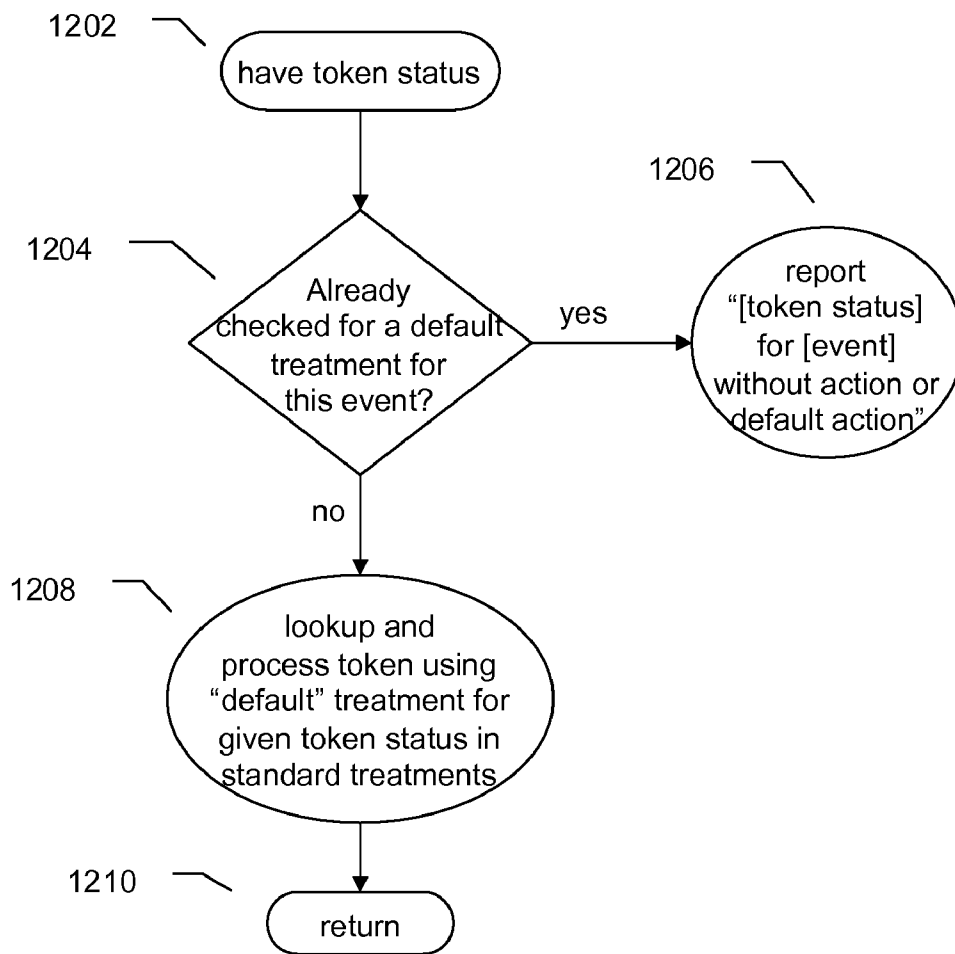 1202
have token status
1206
1204
Already
checked for a default
treatment for
this event?
yes
report
“[token status]
for [event]
without action or
default action”
no
1208
lookup and
process token using
“default” treatment for
given token status in
standard treatments
1210
return